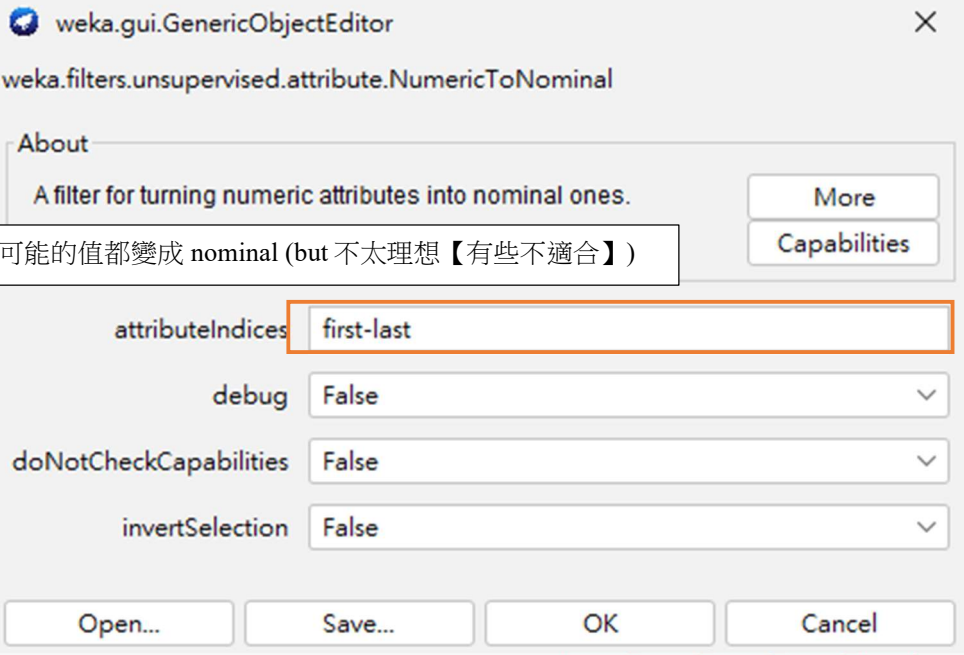 weka.gui.GenericObjectEditor
weka.filters.unsupervised.attribute.NumericToNominal
About
A filter for turning numeric attributes into nominal ones.
More
Capabilities
可能的值都變成 nominal (but 不太理想【有些不適合】)
attributeIndices first-last
debug False
doNotCheckCapabilities False
invertSelection False
Open... Save... OK Cancel